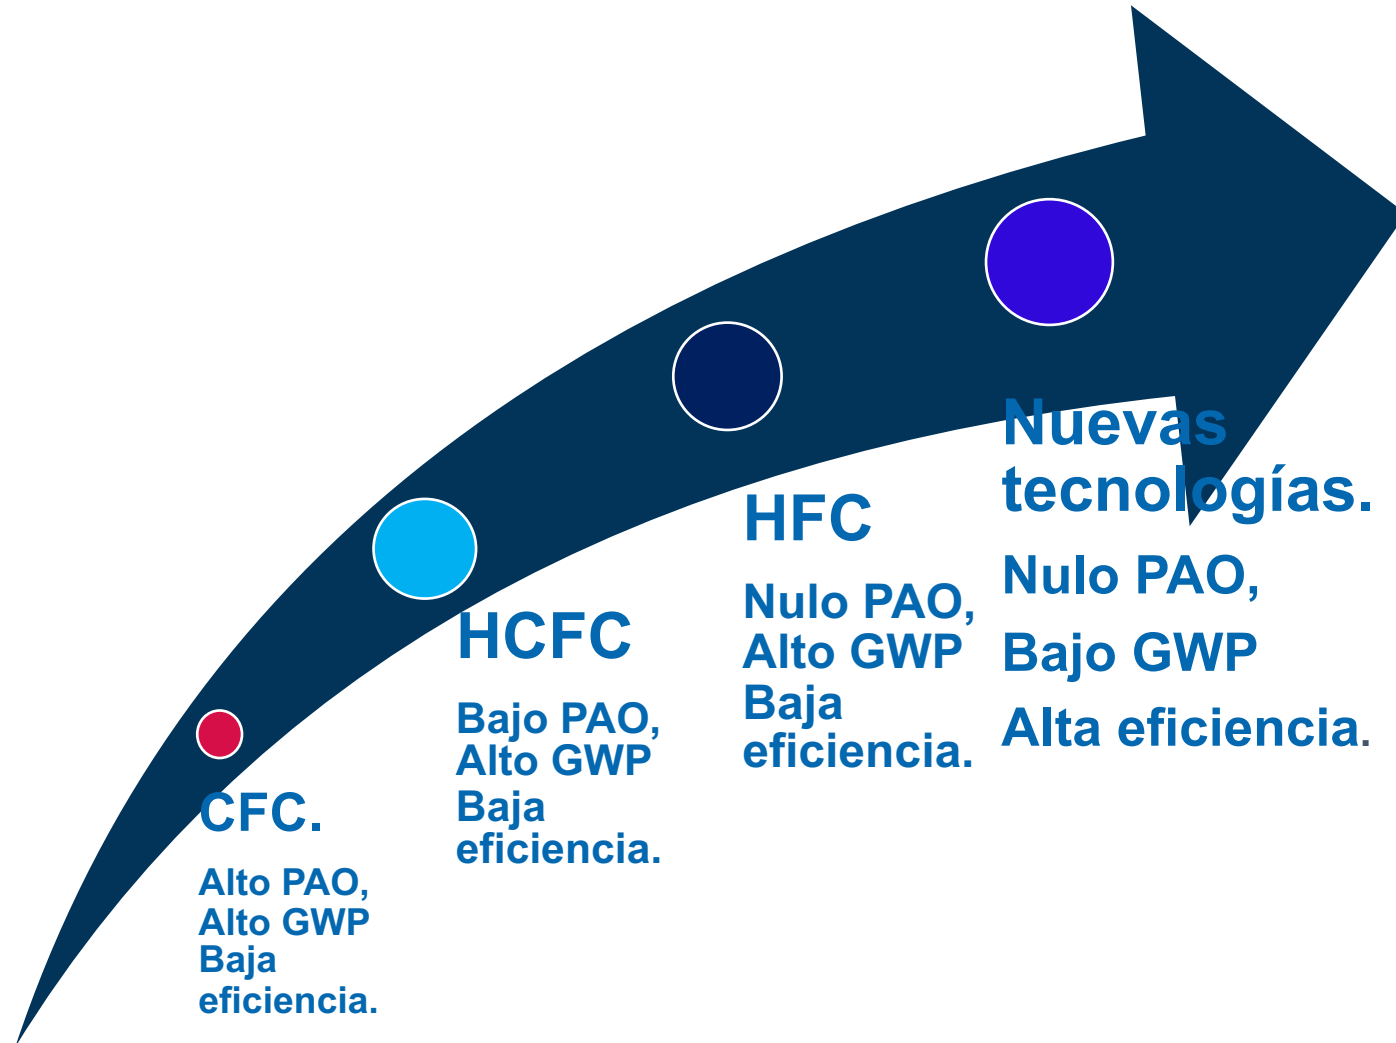 CFC.
Alto PAO,
Alto GWP
Baja
eficiencia.
HCFC
Bajo PAO,
Alto GWP
Baja
eficiencia.
HFC
Nulo PAO,
Alto GWP
Baja
eficiencia.
Nuevas
tecnologías.
Nulo PAO,
Bajo GWP
Alta eficiencia.